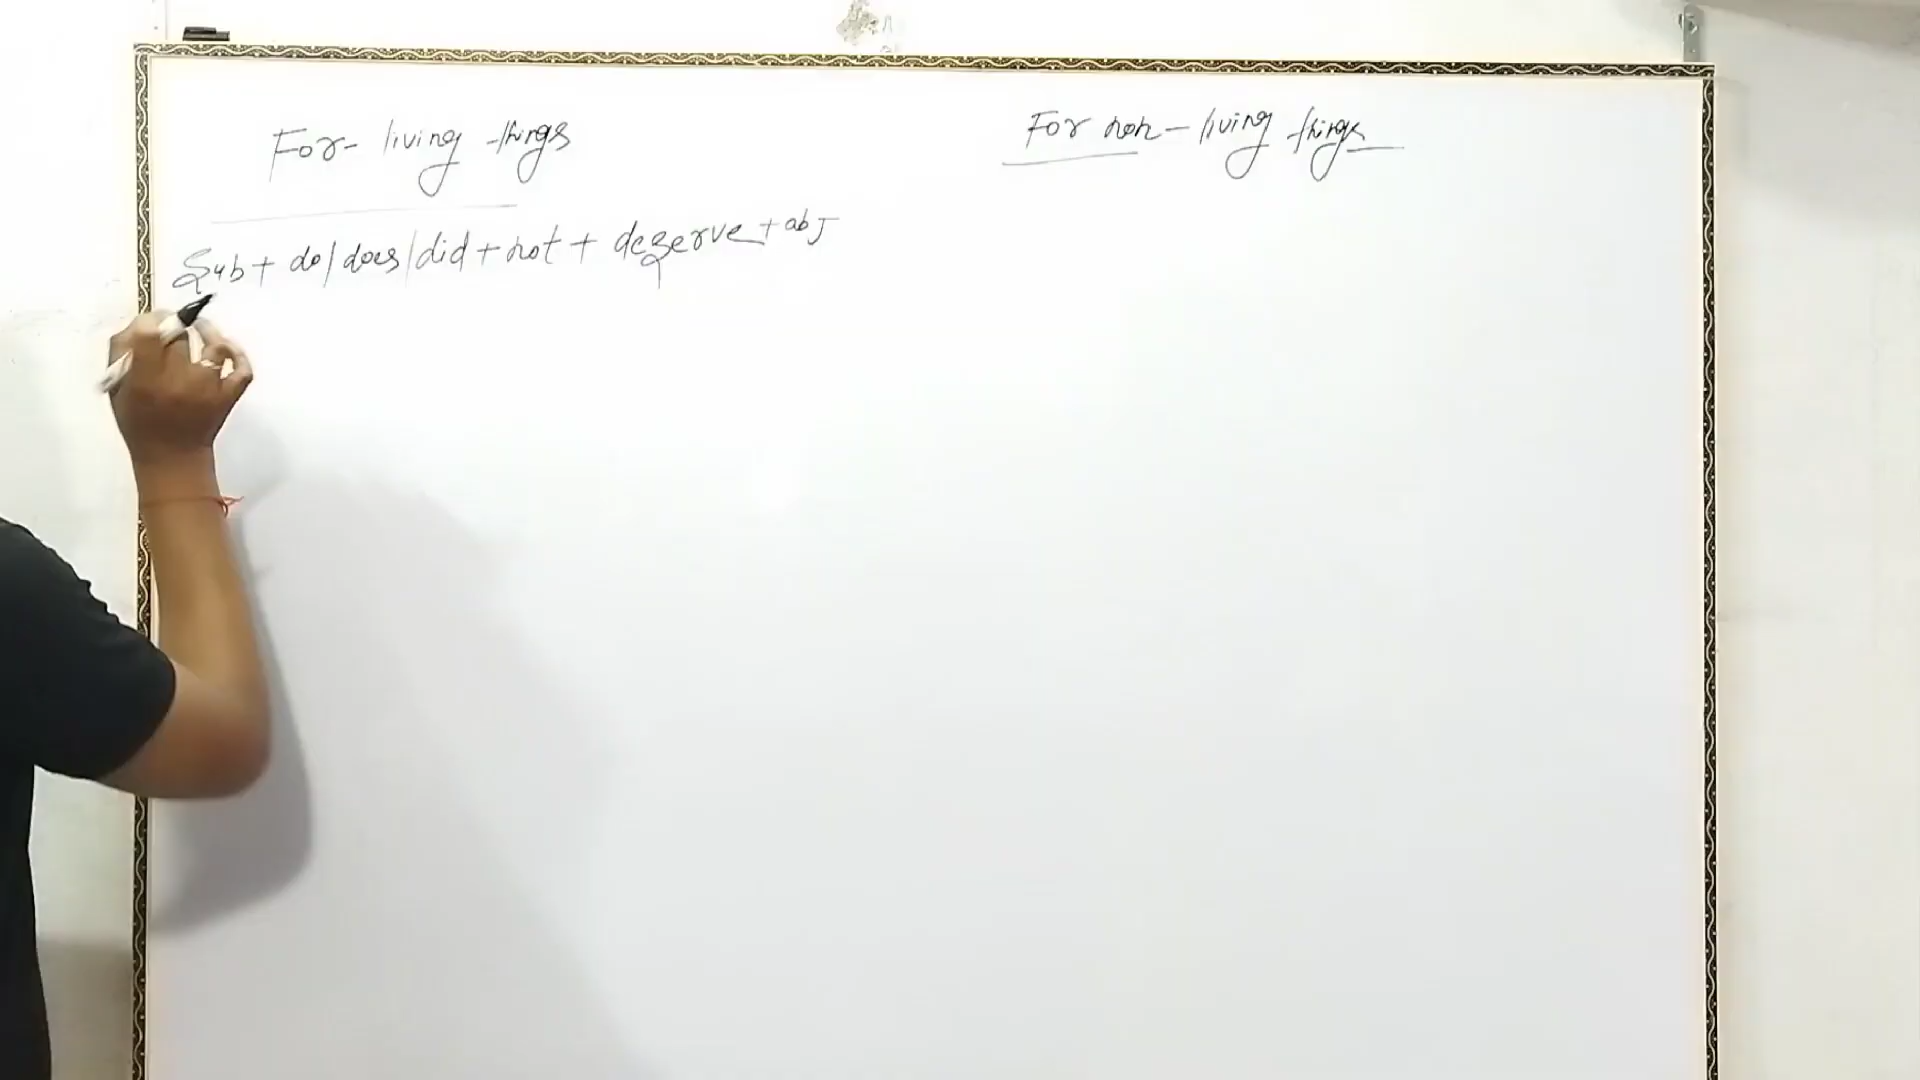 For- living things
For non-living things
Sub + do/does/did + not + deserve + obj